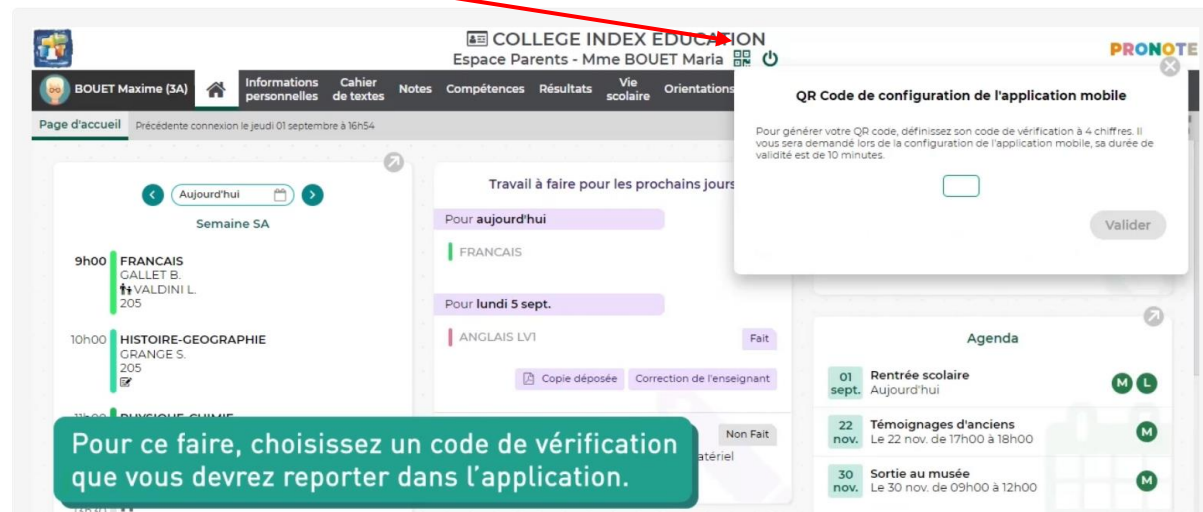 COLLEGE INDEX EDUCATION
Espace Parents - Mme BOUET Maria
PRONOTE
BOUET Maxime (3A)
Informations personnelles
Cahier de textes
Notes
Compétences
Résultats
Vie scolaire
Orientations
Page d'accueil
Précédente connexion le jeudi 01 septembre à 16h54
QR Code de configuration de l'application mobile
Pour générer votre QR code, définissez son code de vérification à 4 chiffres. Il
vous sera demandé lors de la configuration de l'application mobile, sa durée de
validité est de 10 minutes.
Valider
Aujourd'hui
Semaine SA
9h00
FRANCAIS
GALLET B.
VALDINI L.
205
10h00
HISTOIRE-GEOGRAPHIE
GRANGE S.
205
11h00
PHYSIQUE-CHIMIE
Travail à faire pour les prochains jours
Pour aujourd'hui
FRANCAIS
Pour lundi 5 sept.
ANGLAIS LV1
Fait
Copie déposée
Correction de l'enseignant
Non Fait
Agenda
01 sept.
Rentrée scolaire
Aujourd'hui
M L
22 nov.
Témoignages d'anciens
Le 22 nov. de 17h00 à 18h00
M
30 nov.
Sortie au musée
Le 30 nov. de 09h00 à 12h00
M
Pour ce faire, choisissez un code de vérification
que vous devrez reporter dans l'application.